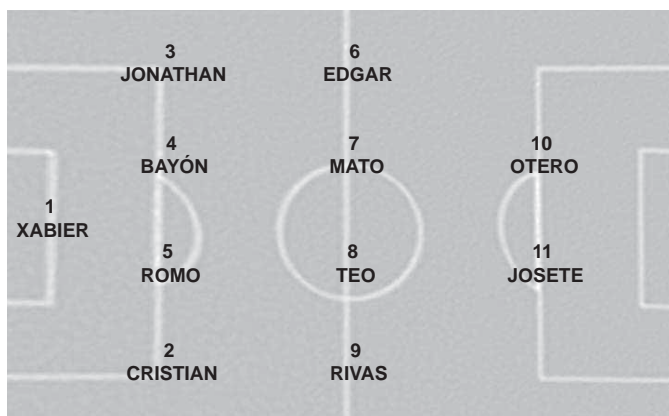 3
JONATHAN
6
EDGAR
4
BAYÓN
7
MATO
10
OTERO
1
XABIER
5
ROMO
8
TEO
11
JOSETE
2
CRISTIAN
9
RIVAS